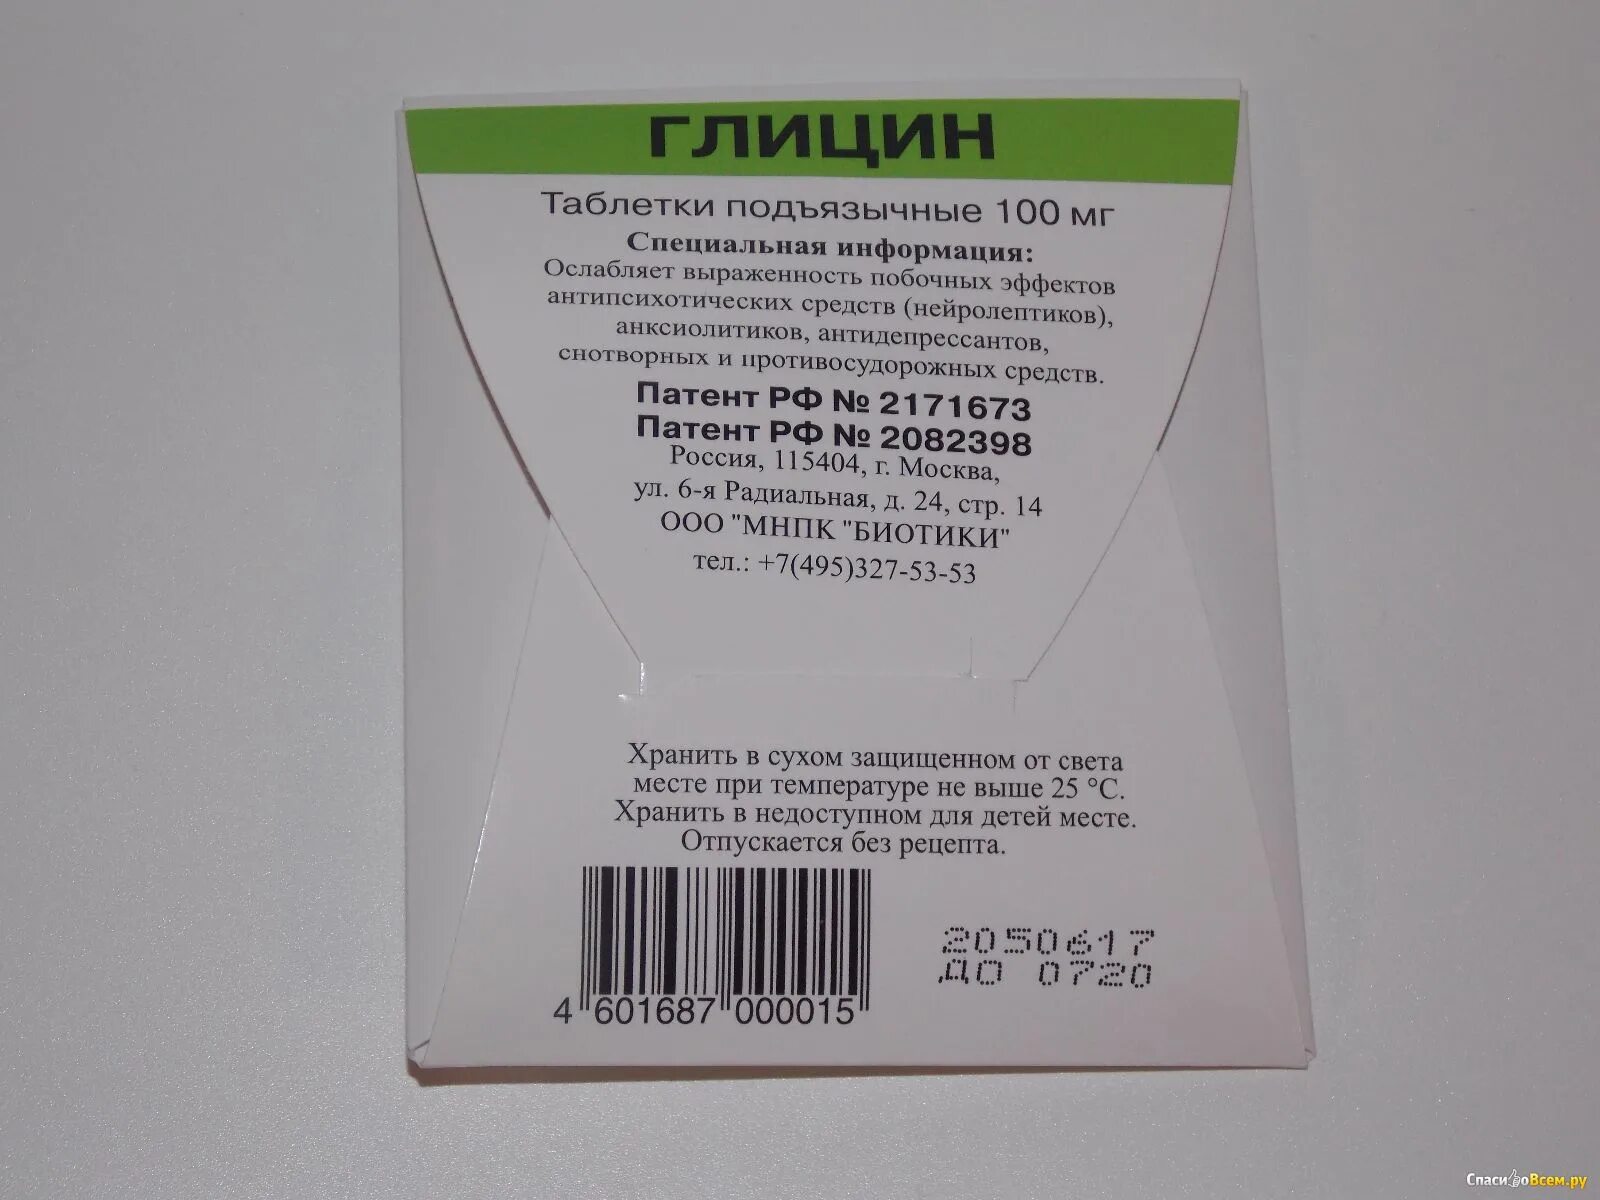 ГЛИЦИН
Таблетки подъязычные 100 мг
Специальная информация:
Ослабляет выраженность побочных эффектов
антипсихотических средств (нейролептиков),
анксиолитиков, антидепрессантов,
снотворных и противосудорожных средств.
Патент РФ № 2171673
Патент РФ № 2082398
Россия, 115404, г. Москва,
ул. 6-я Радиальная, д. 24, стр. 14
ООО "МНПК "БИОТИКИ"
тел.: +7(495)327-53-53
Хранить в сухом защищенном от света
месте при температуре не выше 25 °С.
Хранить в недоступном для детей месте.
Отпускается без рецепта.
2050617
ДО 0720
4 601687 000015
СпасибоВсем.ру